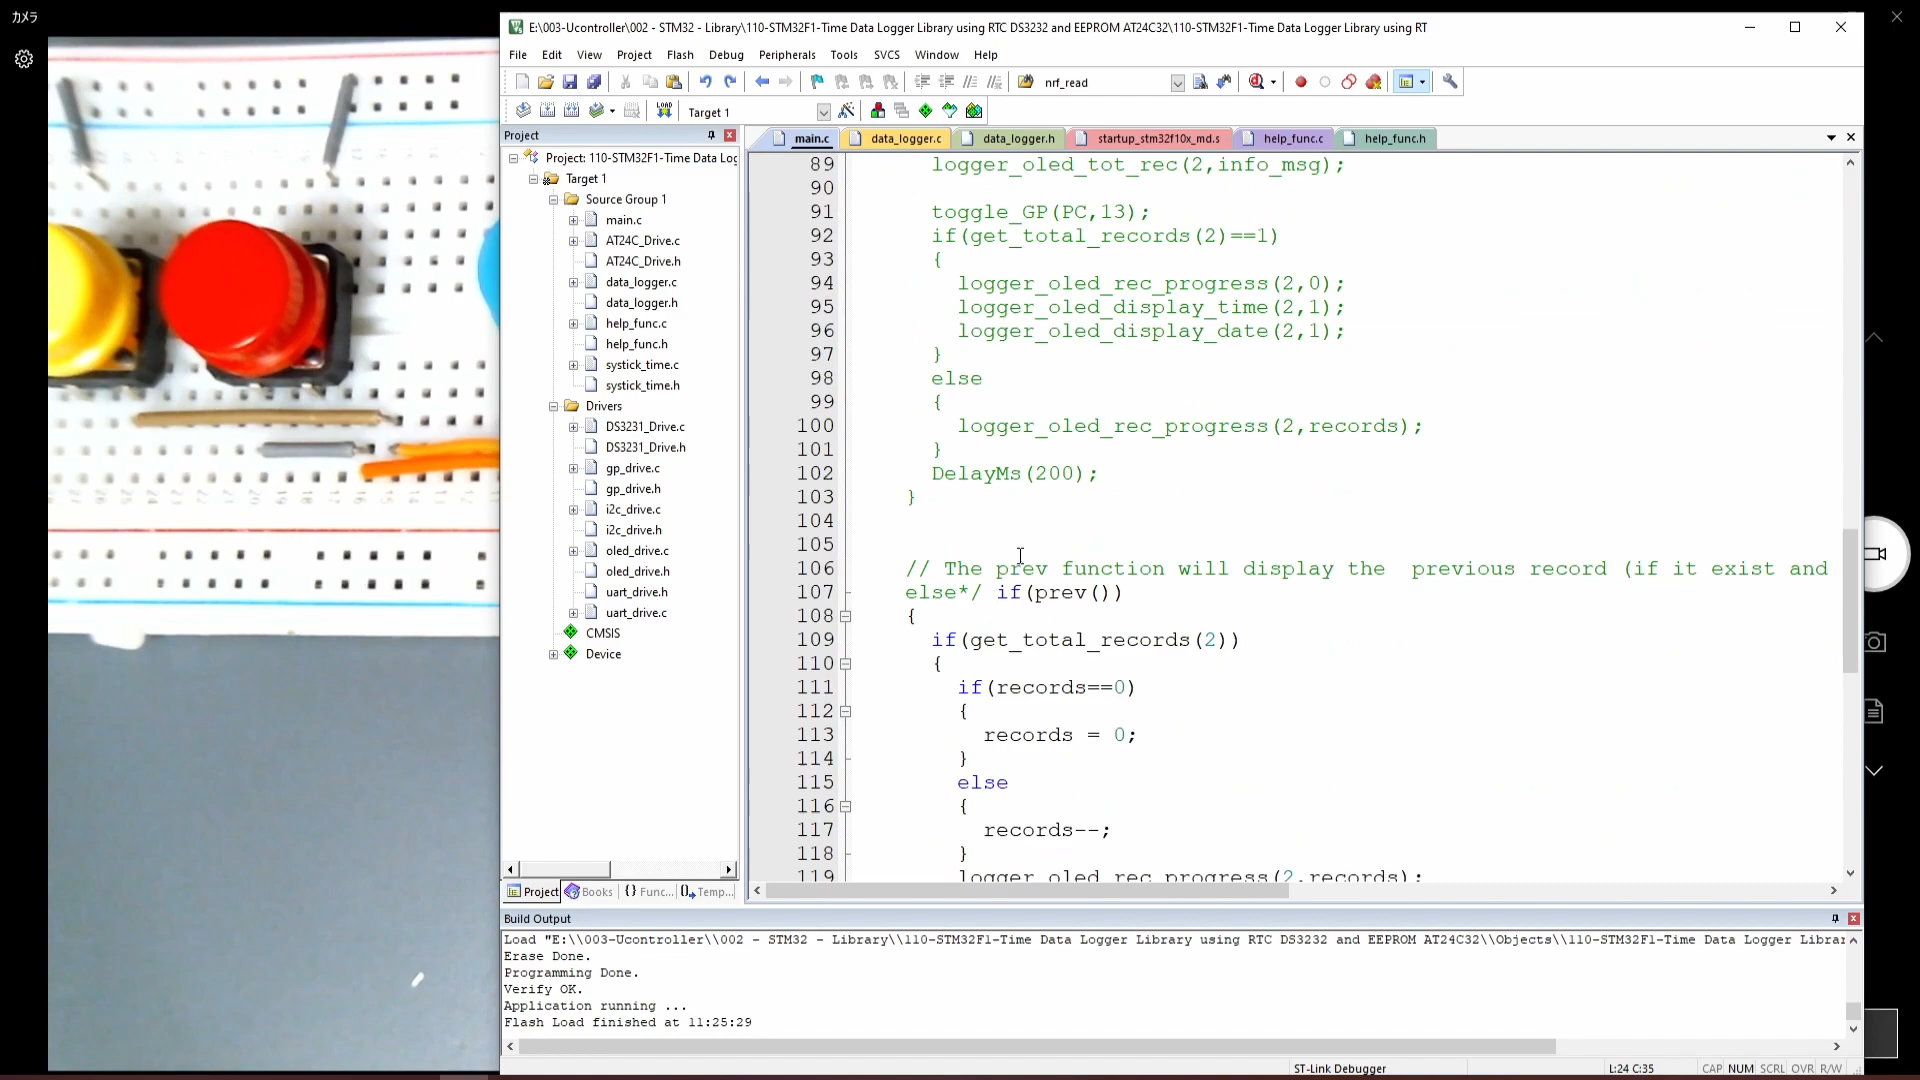 カメラ
E:\003-Ucontroller\002 - STM32 - Library\110-STM32F1-Time Data Logger Library using RTC DS3232 and EEPROM AT24C32\110-STM32F1-Time Data Logger Library using RT
File Edit View Project Flash Debug Peripherals Tools SVCS Window Help
nrf_read
LOAD Target 1
Project
main.c data_logger.c data_logger.h startup_stm32f10x_md.s help_func.c help_func.h
Project: 110-STM32F1-Time Data Log
Target 1
Source Group 1
main.c
AT24C_Drive.c
AT24C_Drive.h
data_logger.c
data_logger.h
help_func.c
help_func.h
systick_time.c
systick_time.h
Drivers
DS3231_Drive.c
DS3231_Drive.h
gp_drive.c
gp_drive.h
i2c_drive.c
i2c_drive.h
oled_drive.c
oled_drive.h
uart_drive.h
uart_drive.c
CMSIS
Device
Project Books {} Func... Temp...
89 logger_oled_tot_rec(2,info_msg);
90
91 toggle_GP(PC,13);
92 if(get_total_records(2)==1)
93 {
94 logger_oled_rec_progress(2,0);
95 logger_oled_display_time(2,1);
96 logger_oled_display_date(2,1);
97 }
98 else
99 {
100 logger_oled_rec_progress(2,records);
101 }
102 DelayMs(200);
103 }
104
105
106 // The prev function will display the  previous record (if it exist and
107 else*/ if(prev())
108 {
109 if(get_total_records(2))
110 {
111 if(records==0)
112 {
113 records = 0;
114 }
115 else
116 {
117 records--;
118 }
119 logger_oled_rec_progress(2,records);
Build Output
Load "E:\\003-Ucontroller\\002 - STM32 - Library\\110-STM32F1-Time Data Logger Library using RTC DS3232 and EEPROM AT24C32\\Objects\\110-STM32F1-Time Data Logger Librar
Erase Done.
Programming Done.
Verify OK.
Application running ...
Flash Load finished at 11:25:29
ST-Link Debugger L:24 C:35 CAP NUM SCRL OVR R/W